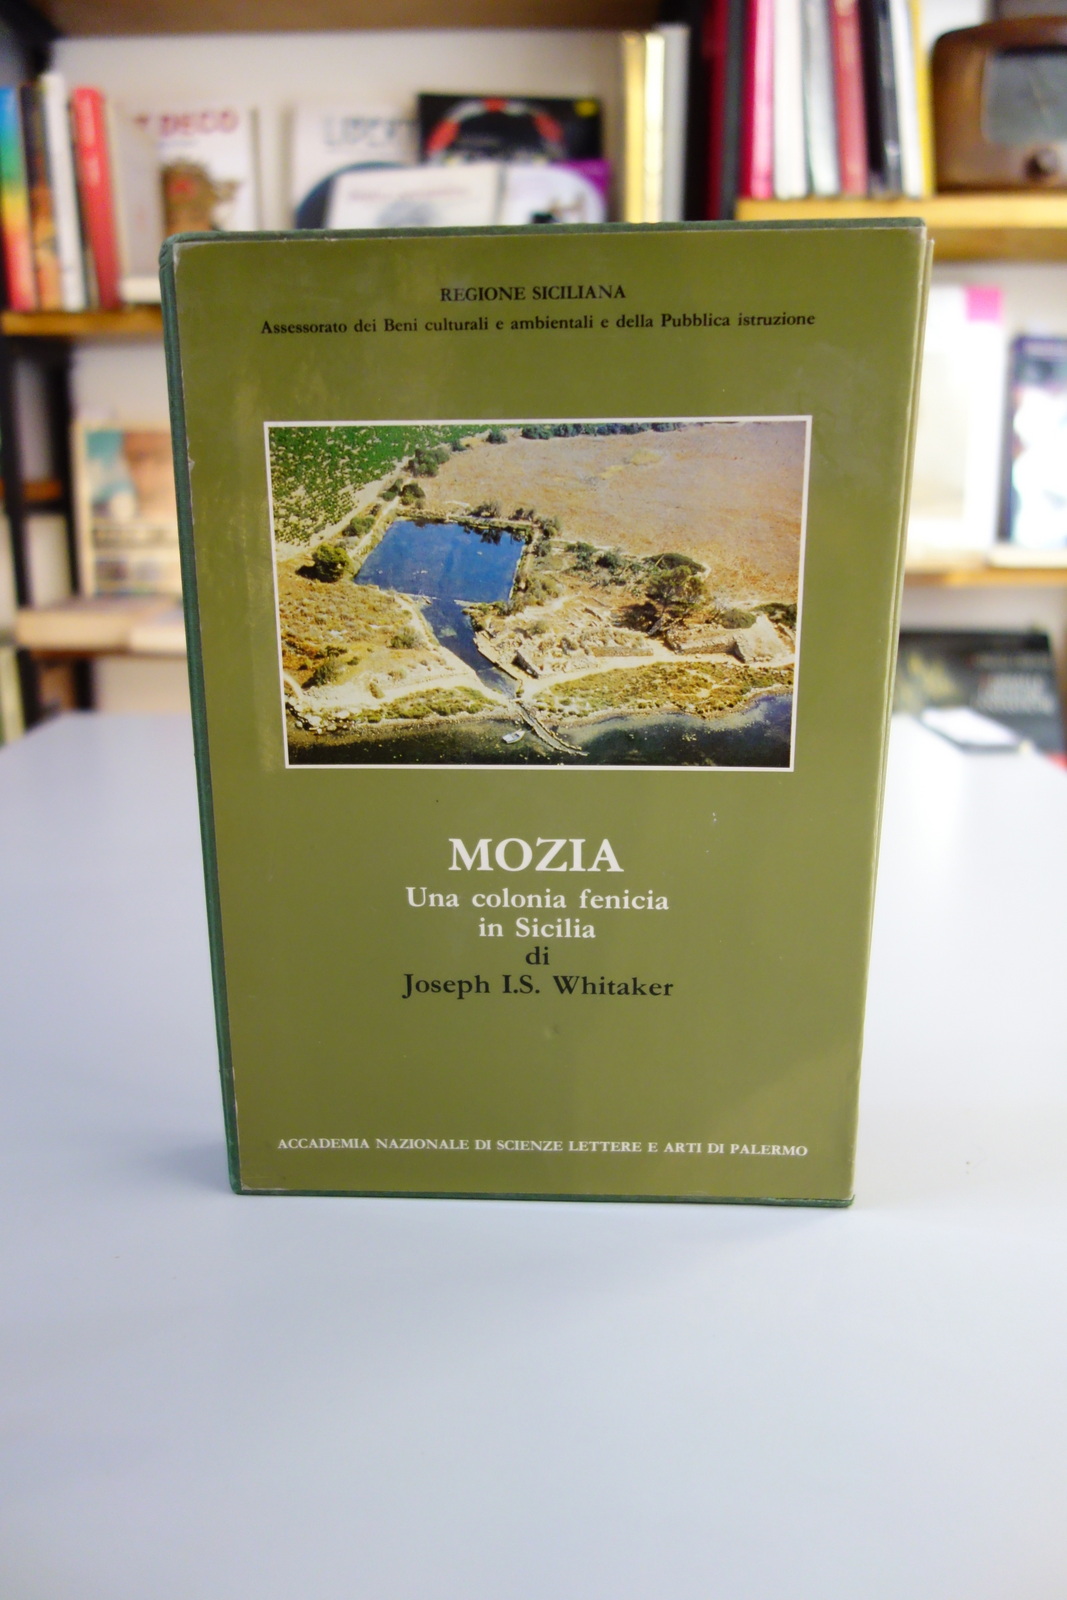 DECO
REGIONE SICILIANA
Assessorato dei Beni culturali e ambientali e della Pubblica istruzione
MOZIA
Una colonia fenicia
in Sicilia
di
Joseph I.S. Whitaker
ACCADEMIA NAZIONALE DI SCIENZE LETTERE E ARTI DI PALERMO